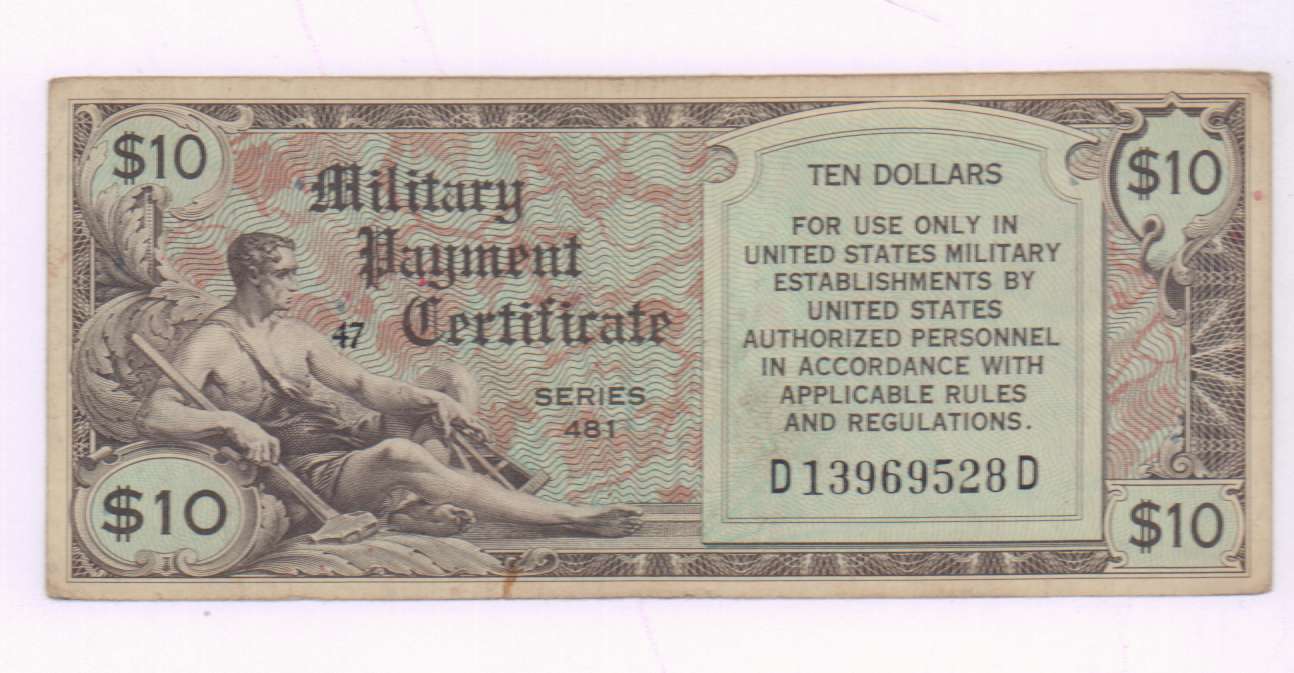 $10
$10
Military
Payment
Certificate
47
SERIES
481
TEN DOLLARS
FOR USE ONLY IN
UNITED STATES MILITARY
ESTABLISHMENTS BY
UNITED STATES
AUTHORIZED PERSONNEL
IN ACCORDANCE WITH
APPLICABLE RULES
AND REGULATIONS.
D13969528D
$10
$10